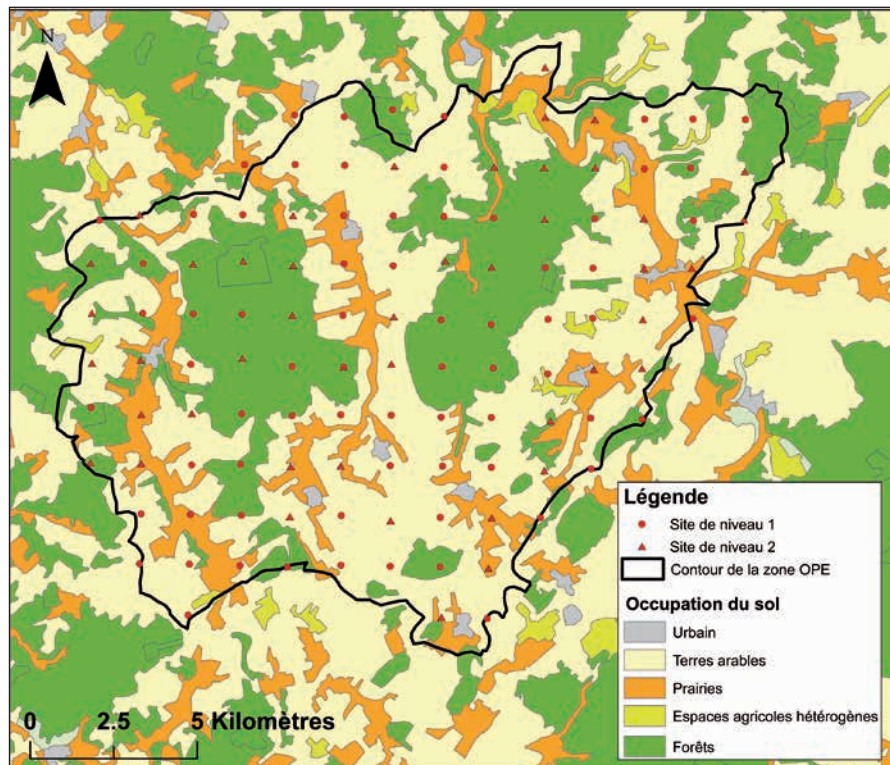 N
Légende
Site de niveau 1
Site de niveau 2
Contour de la zone OPE
Occupation du sol
Urbain
Terres arables
Prairies
Espaces agricoles hétérogènes
Forêts
0 2.5 5 Kilomètres